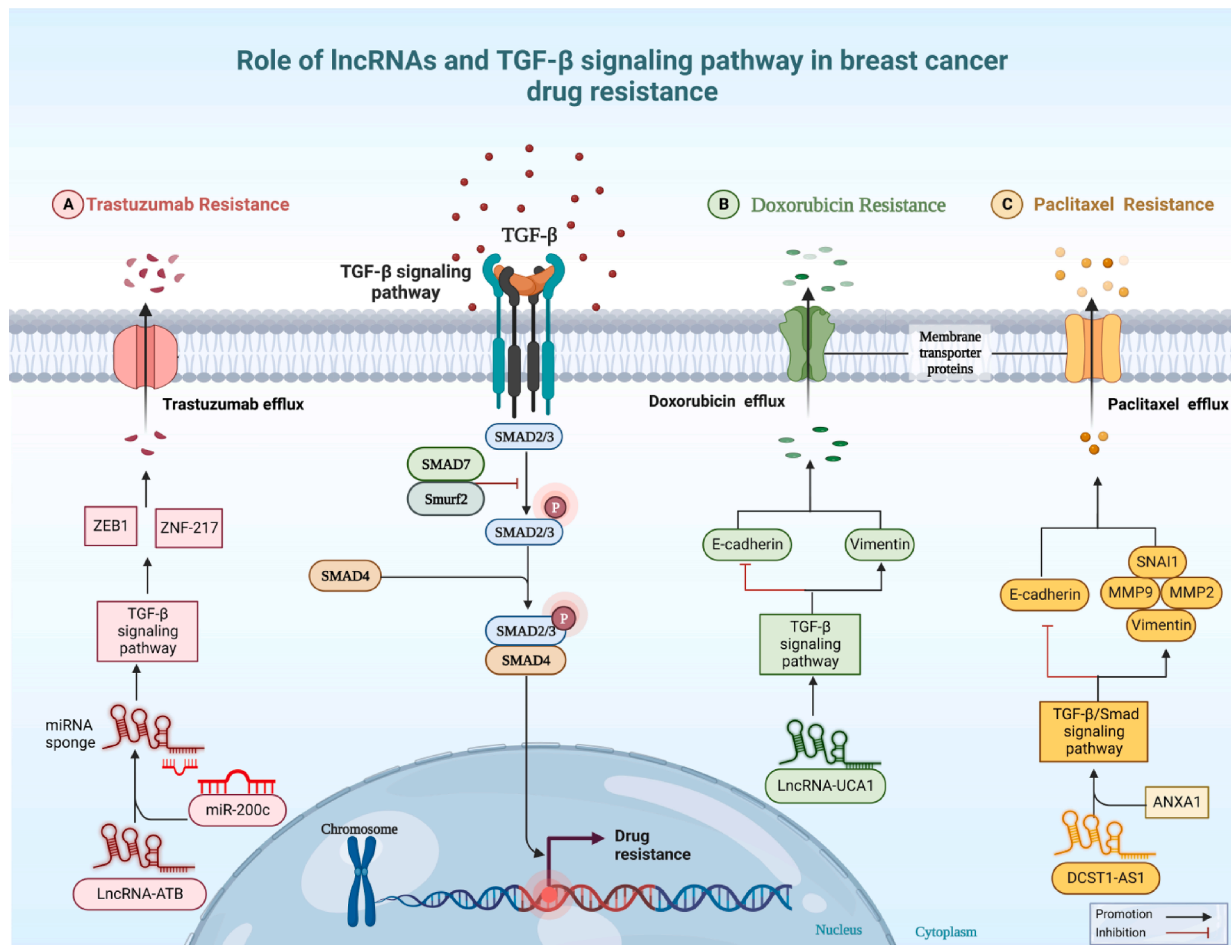 Role of lncRNAs and TGF-β signaling pathway in breast cancer
drug resistance
A
Trastuzumab Resistance
TGF-β
TGF-β signaling
pathway
B
Doxorubicin Resistance
C
Paclitaxel Resistance
Membrane
transporter
proteins
Trastuzumab efflux
Doxorubicin efflux
Paclitaxel efflux
ZEB1
ZNF-217
TGF-β
signaling
pathway
miRNA
sponge
miR-200c
LncRNA-ATB
SMAD2/3
SMAD7
Smurf2
P
SMAD2/3
SMAD4
P
SMAD2/3
SMAD4
Chromosome
Drug
resistance
Nucleus
Cytoplasm
E-cadherin
Vimentin
TGF-β
signaling
pathway
LncRNA-UCA1
E-cadherin
SNAI1
MMP9
MMP2
Vimentin
TGF-β/Smad
signaling
pathway
ANXA1
DCST1-AS1
Promotion
Inhibition